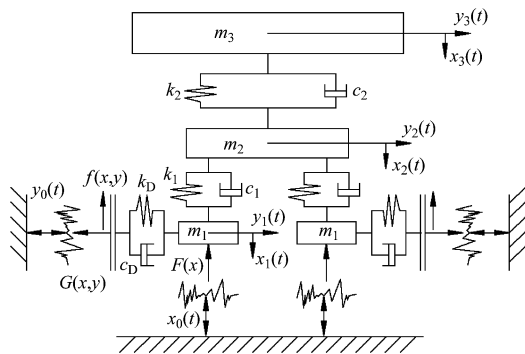 m3
y3(t)
x3(t)
k2
c2
m2
y2(t)
x2(t)
y0(t)
f(x,y)
kD
k1
c1
m1
y1(t)
m1
cD
F(x)
x1(t)
G(x,y)
x0(t)